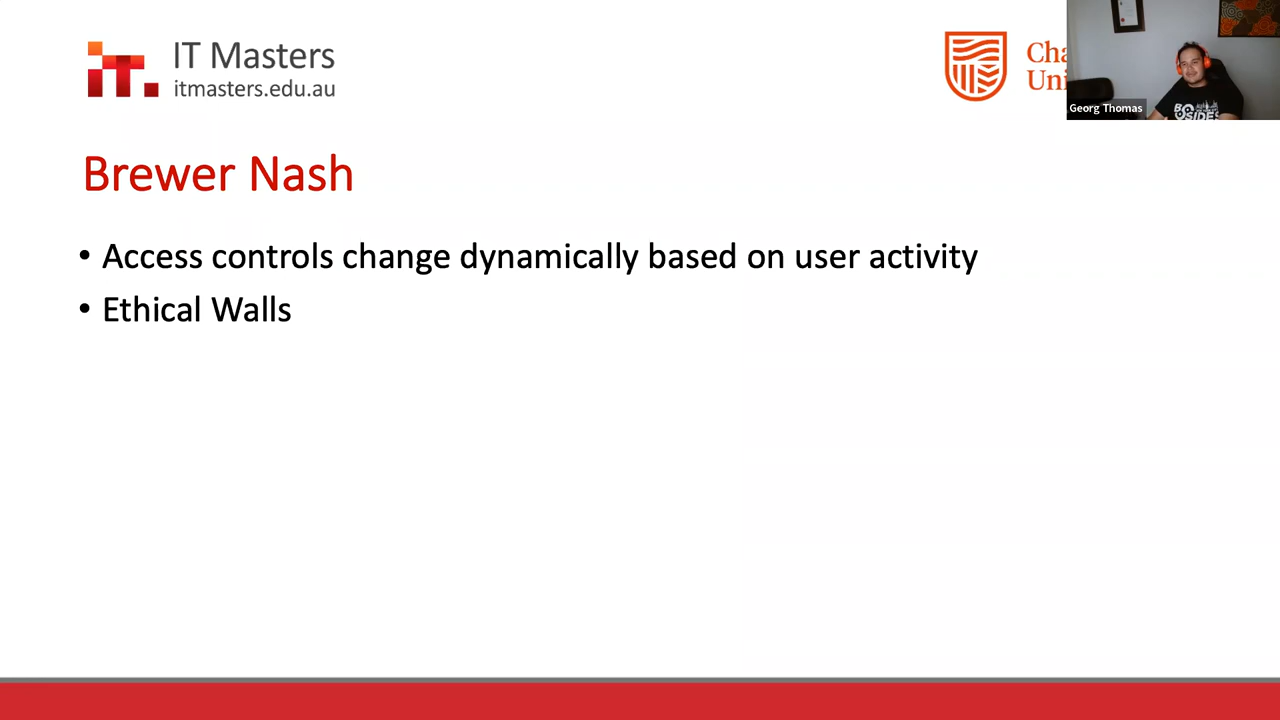 IT Masters
itmasters.edu.au
Georg Thomas
Brewer Nash
• Access controls change dynamically based on user activity
• Ethical Walls